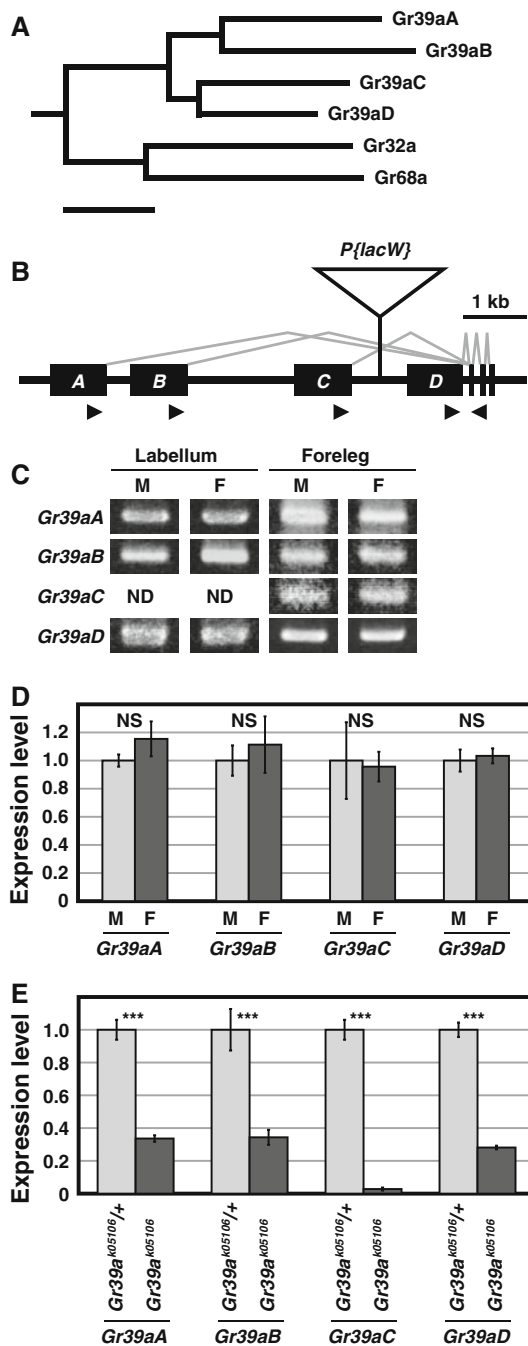 A
Gr39aA
Gr39aB
Gr39aC
Gr39aD
Gr32a
Gr68a
B
P{lacW}
1 kb
A B C D
C
Labellum Foreleg
M F M F
Gr39aA
Gr39aB
Gr39aC ND ND
Gr39aD
D
Expression level
NS NS NS NS
1.2
1.0
0.8
0.6
0.4
0.2
0
M F M F M F M F
Gr39aA Gr39aB Gr39aC Gr39aD
E
Expression level
*** *** *** ***
1.0
0.8
0.6
0.4
0.2
0
Gr39a^k05106/+ Gr39a^k05106 Gr39a^k05106/+ Gr39a^k05106 Gr39a^k05106/+ Gr39a^k05106 Gr39a^k05106/+ Gr39a^k05106
Gr39aA Gr39aB Gr39aC Gr39aD